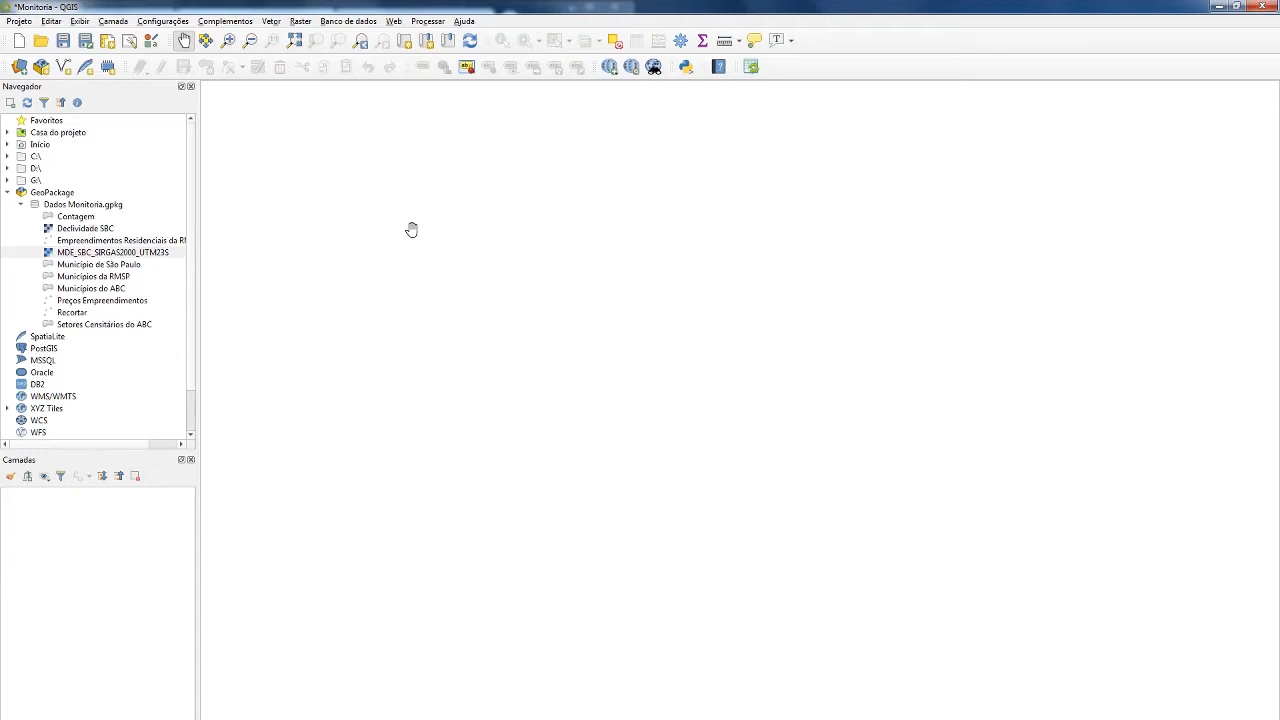 *Monitoria - QGIS
Projeto Editar Exibir Camada Configurações Complementos Vetor Raster Banco de dados Web Processar Ajuda
Navegador
Favoritos
Casa do projeto
Início
C:\
D:\
G:\
GeoPackage
Dados Monitoria.gpkg
Contagem
Declividade SBC
Empreendimentos Residenciais da RM
MDE_SBC_SIRGAS2000_UTM23S
Município de São Paulo
Municípios da RMSP
Municípios do ABC
Preços Empreendimentos
Recortar
Setores Censitários do ABC
SpatiaLite
PostGIS
MSSQL
Oracle
DB2
WMS/WMTS
XYZ Tiles
WCS
WFS
Camadas